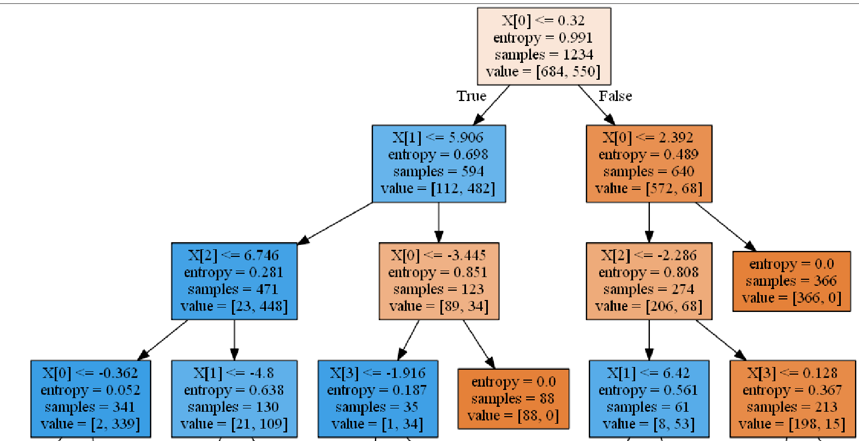 X[0] <= 0.32
entropy = 0.991
samples = 1234
value = [684, 550]
True
False
X[1] <= 5.906
entropy = 0.698
samples = 594
value = [112, 482]
X[0] <= 2.392
entropy = 0.489
samples = 640
value = [572, 68]
X[2] <= 6.746
entropy = 0.281
samples = 471
value = [23, 448]
X[0] <= -3.445
entropy = 0.851
samples = 123
value = [89, 34]
X[2] <= -2.286
entropy = 0.808
samples = 274
value = [206, 68]
entropy = 0.0
samples = 366
value = [366, 0]
X[0] <= -0.362
entropy = 0.052
samples = 341
value = [2, 339]
X[1] <= -4.8
entropy = 0.638
samples = 130
value = [21, 109]
X[3] <= -1.916
entropy = 0.187
samples = 35
value = [1, 34]
entropy = 0.0
samples = 88
value = [88, 0]
X[1] <= 6.42
entropy = 0.561
samples = 61
value = [8, 53]
X[3] <= 0.128
entropy = 0.367
samples = 213
value = [198, 15]